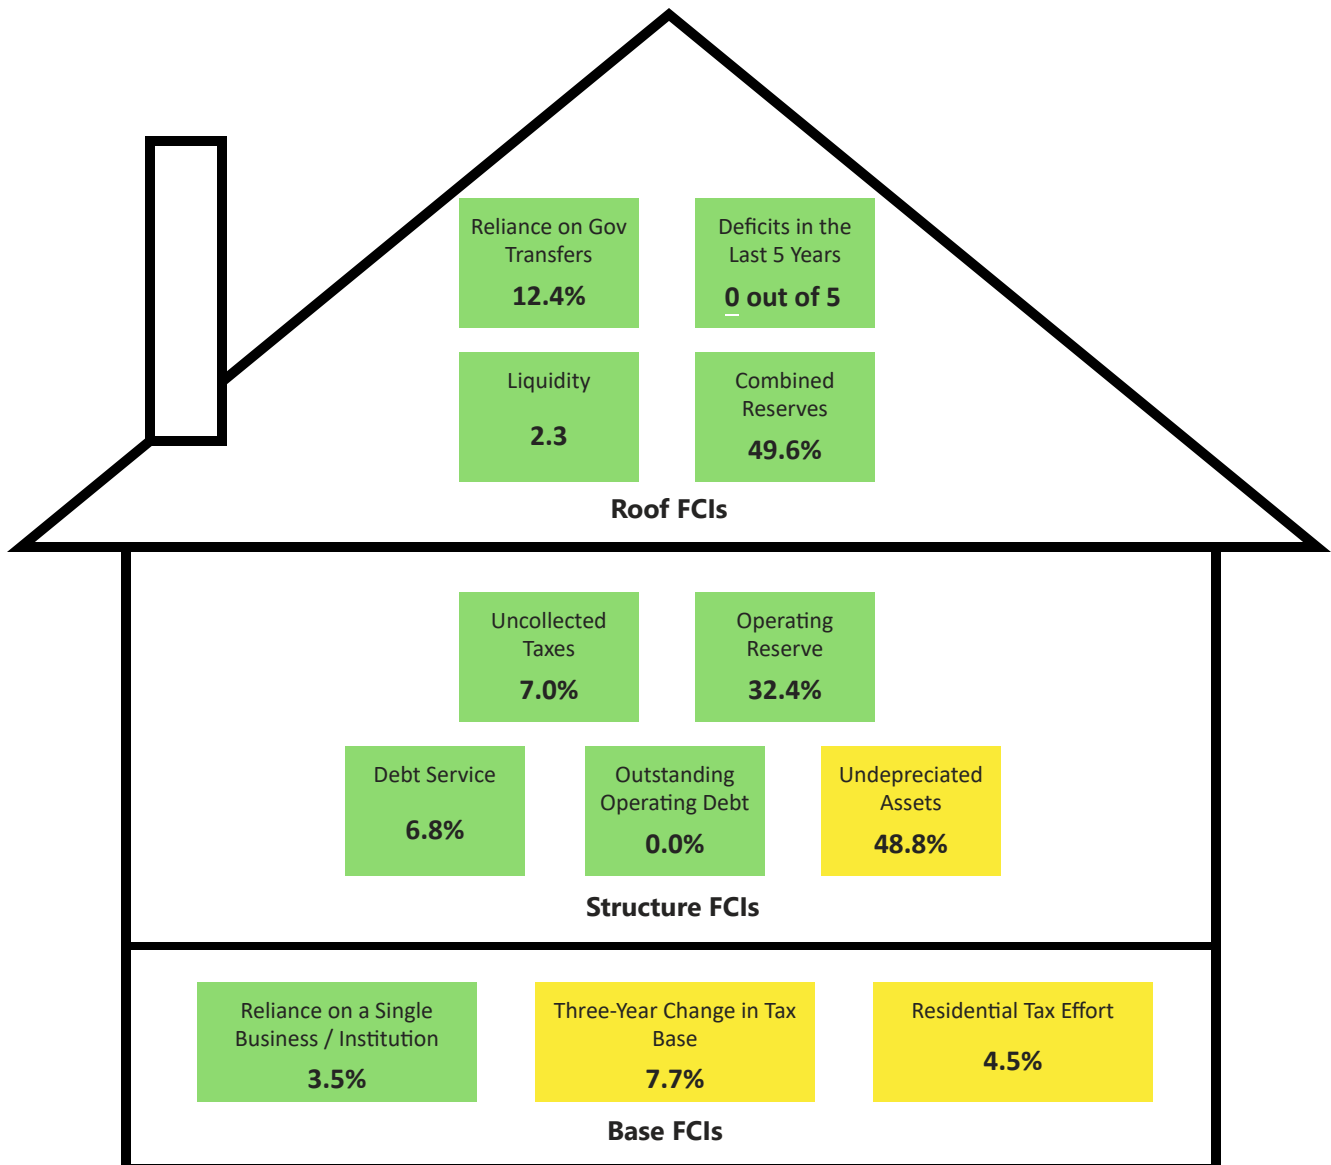 Reliance on Gov
Transfers
12.4%
Deficits in the
Last 5 Years
0 out of 5
Liquidity
2.3
Combined
Reserves
49.6%
Roof FCIs
Uncollected
Taxes
7.0%
Operating
Reserve
32.4%
Debt Service
6.8%
Outstanding
Operating Debt
0.0%
Undepreciated
Assets
48.8%
Structure FCIs
Reliance on a Single
Business / Institution
3.5%
Three-Year Change in Tax
Base
7.7%
Residential Tax Effort
4.5%
Base FCIs